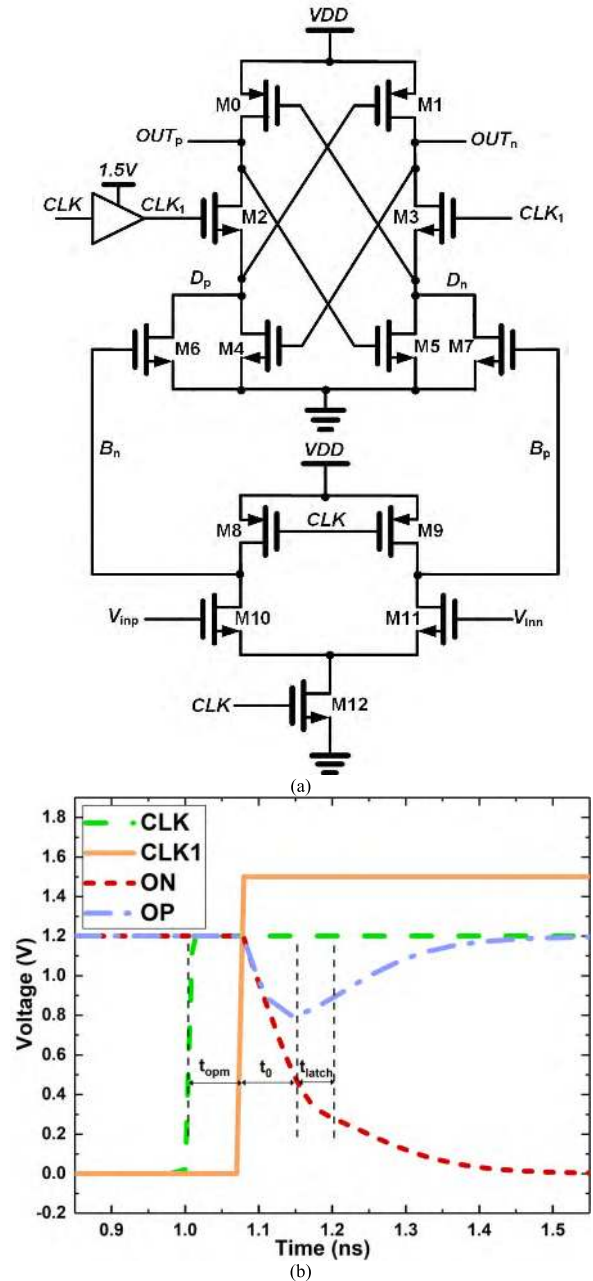 VDD
M0 M1
OUTp OUTn
1.5V
CLK CLK1 M2 M3 CLK1
Dp Dn
M6 M4 M5 M7
Bn Bp
VDD
M8 CLK M9
Vinp M10 M11 Vinn
CLK M12
(a)
CLK
CLK1
ON
OP
Voltage (V)
1.8
1.6
1.4
1.2
1.0
0.8
0.6
0.4
0.2
0.0
-0.2
topm t0 tlatch
0.9 1.0 1.1 1.2 1.3 1.4 1.5
Time (ns)
(b)